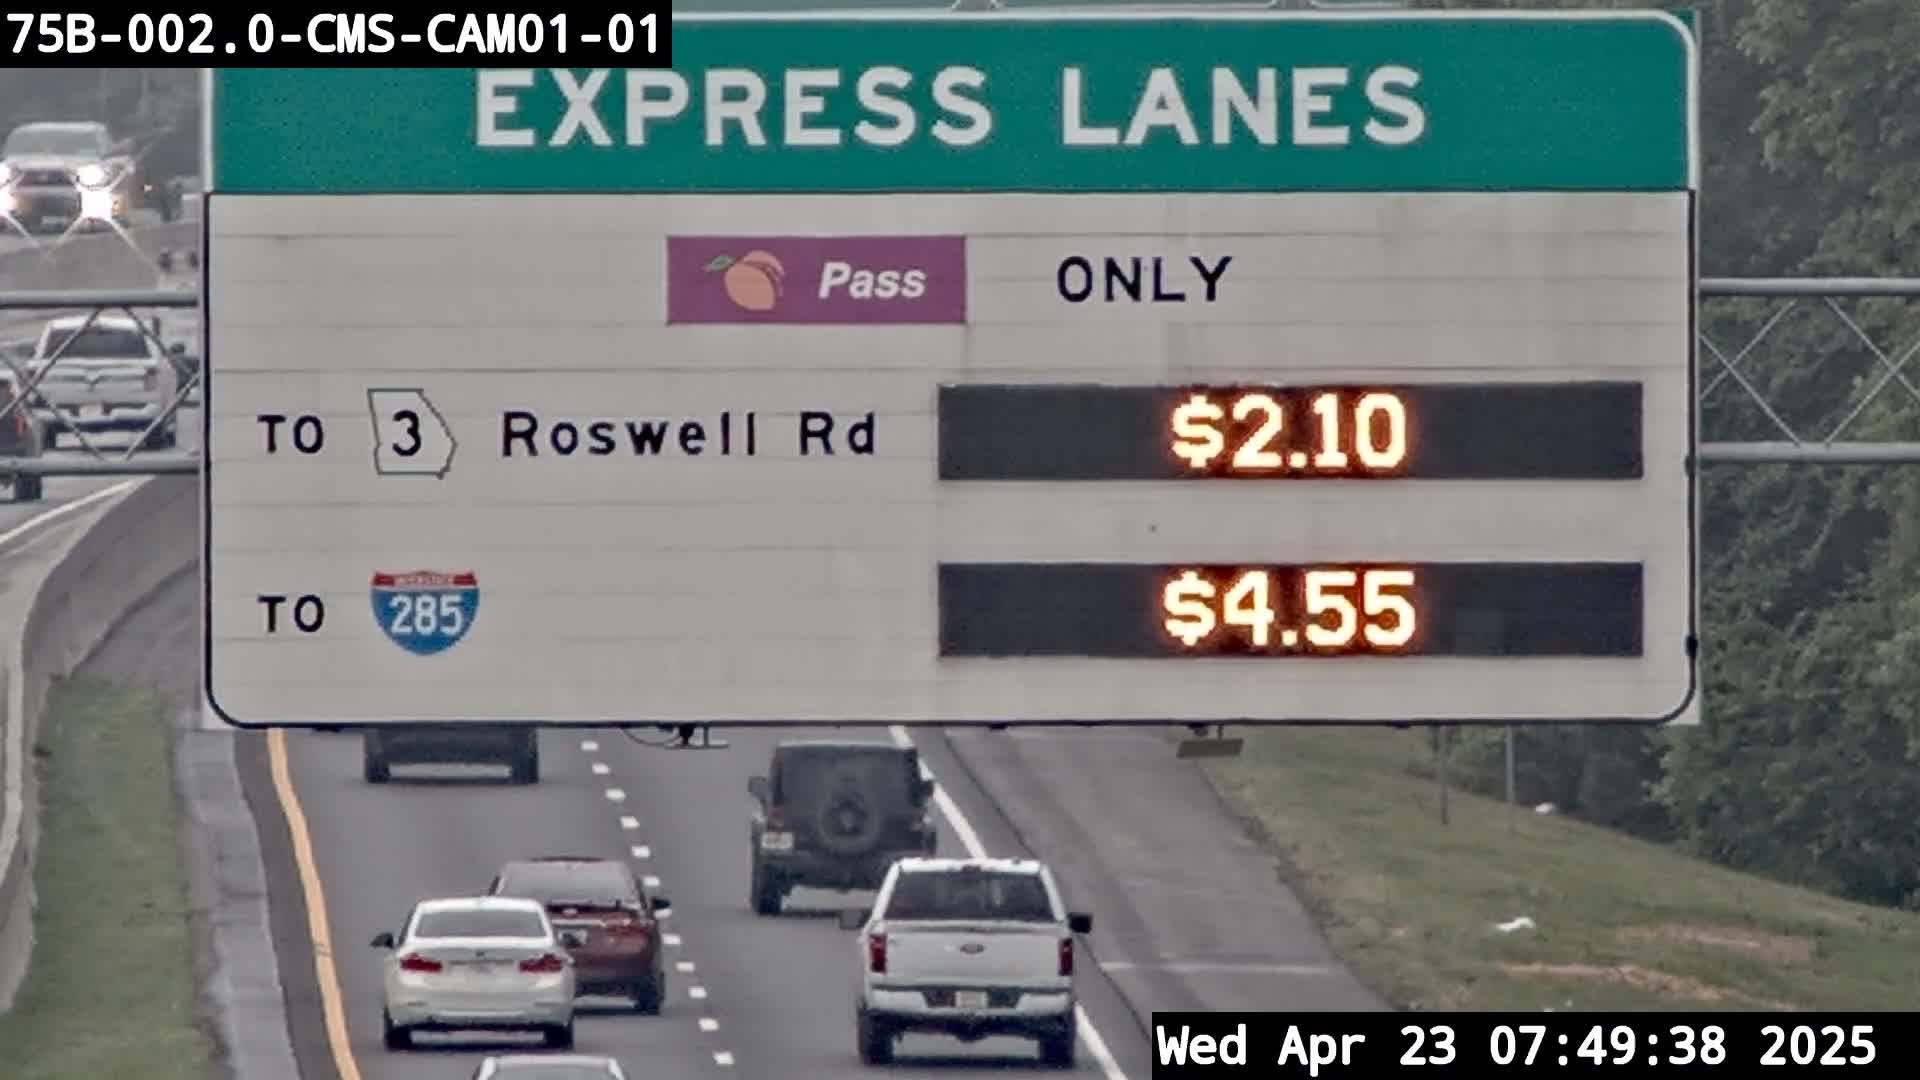 75B-002.0-CMS-CAM01-01
EXPRESS LANES
Pass ONLY
TO 3 Roswell Rd $2.10
TO INTERSTATE 285 $4.55
Wed Apr 23 07:49:38 2025